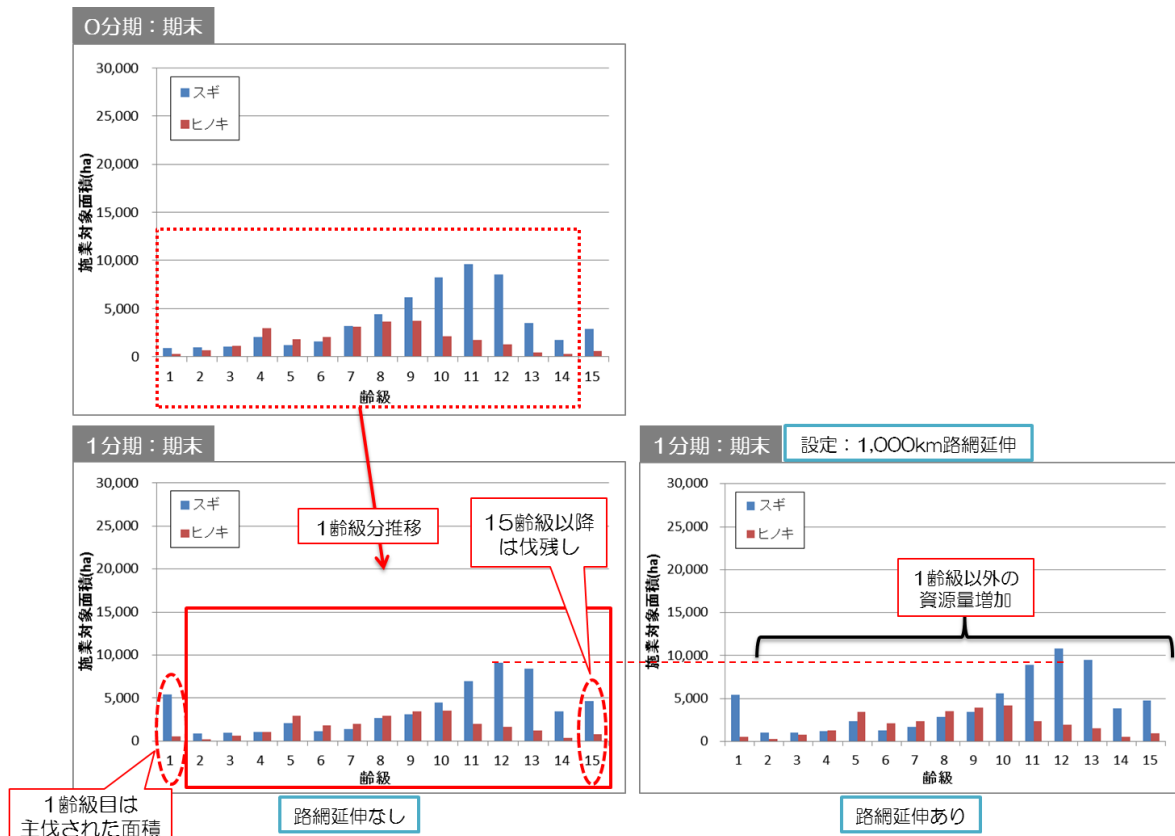 0分期：期末
30,000
25,000
20,000
15,000
10,000
5,000
0
施業対象面積(ha)
スギ
ヒノキ
1 2 3 4 5 6 7 8 9 10 11 12 13 14 15
齢級
1分期：期末
30,000
25,000
20,000
15,000
10,000
5,000
0
施業対象面積(ha)
スギ
ヒノキ
1齢級分推移
15齢級以降
は伐残し
1 2 3 4 5 6 7 8 9 10 11 12 13 14 15
齢級
1齢級目は
主伐された面積
路網延伸なし
1分期：期末
設定：1,000km路網延伸
30,000
25,000
20,000
15,000
10,000
5,000
0
施業対象面積(ha)
スギ
ヒノキ
1齢級以外の
資源量増加
1 2 3 4 5 6 7 8 9 10 11 12 13 14 15
齢級
路網延伸あり